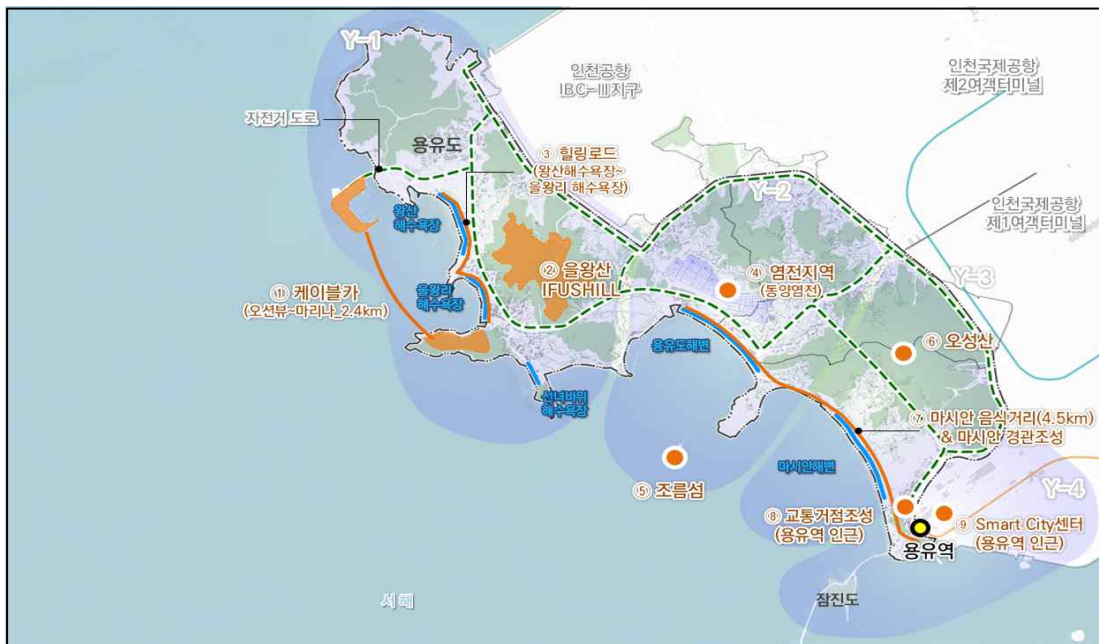 Y-1
인천공항
IBC-III지구
인천국제공항
제2여객터미널
자전거 도로
용유도
③ 힐링로드
(왕산해수욕장~
을왕리 해수욕장)
Y-2
인천국제공항
제1여객터미널
왕산
해수욕장
② 을왕산
IFUSHILL
④ 염전지역
(동양염전)
Y-3
① 케이블카
(오션뷰~마리나_2.4km)
을왕리
해수욕장
용유도해변
⑥ 오성산
선녀바위
해수욕장
⑦ 마시안 음식거리(4.5km)
& 마시안 경관조성
마시안해변
⑤ 조름섬
Y-4
⑧ 교통거점조성
(용유역 인근)
⑨ Smart City센터
(용유역 인근)
용유역
서 해
잠진도